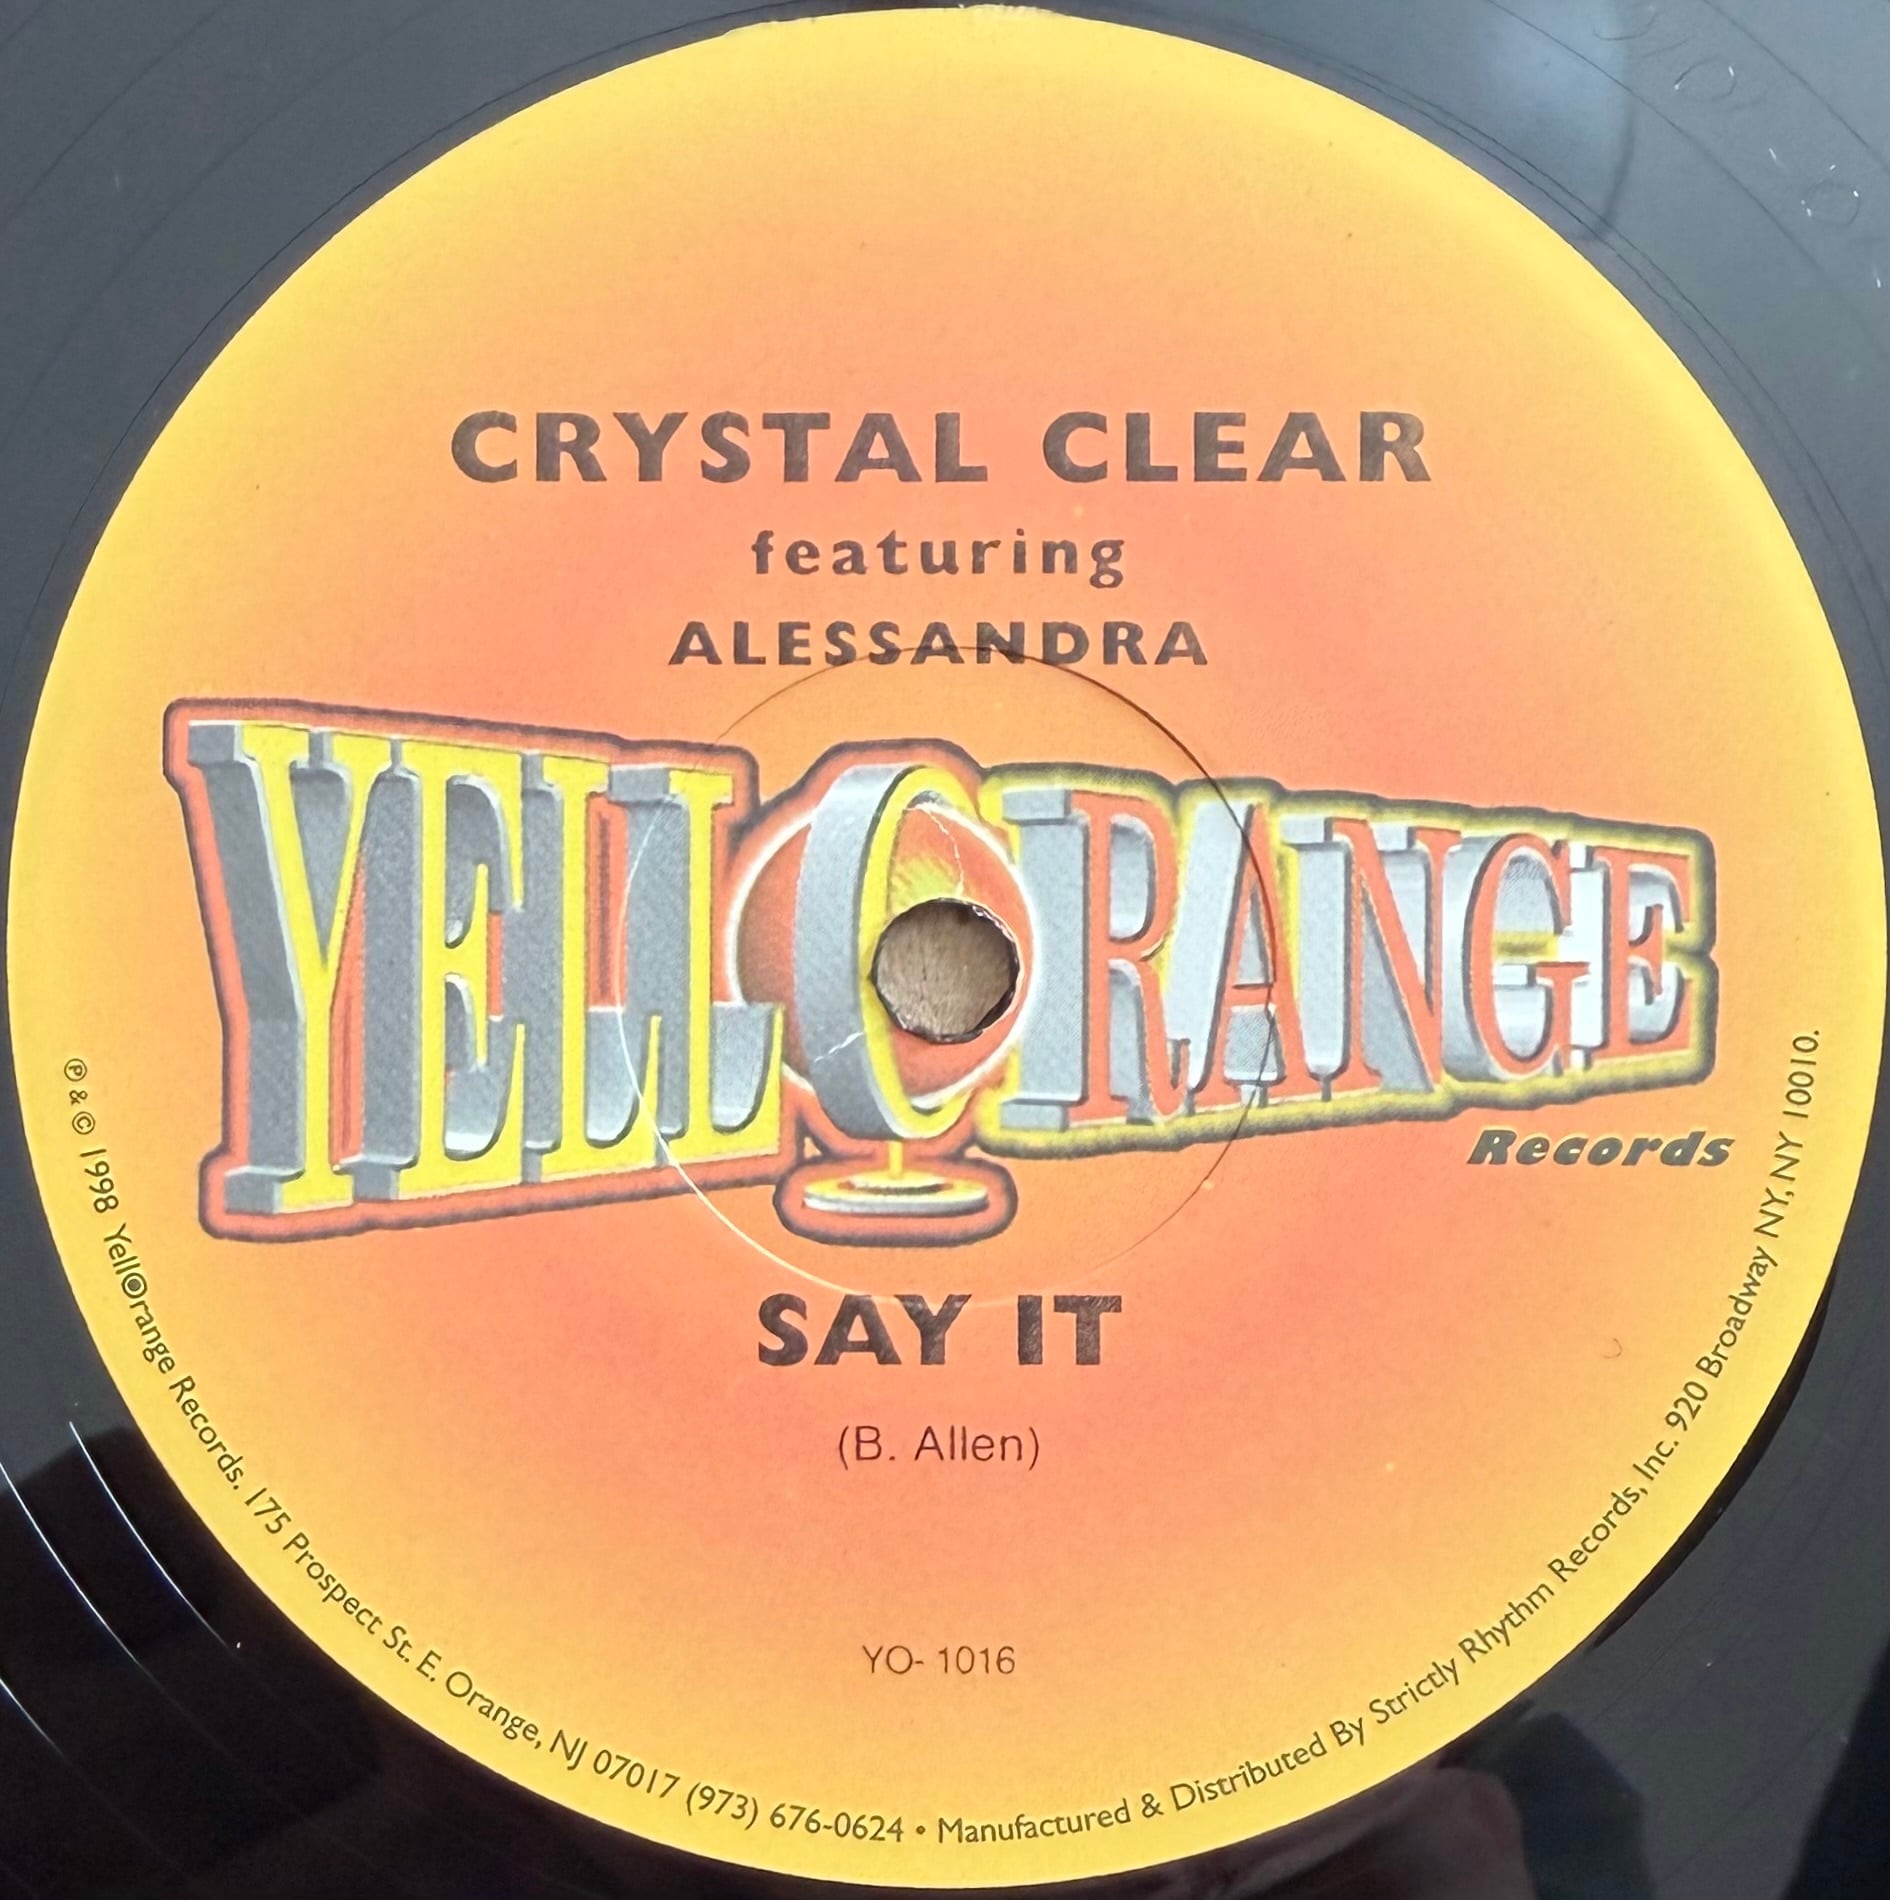 CRYSTAL CLEAR
featuring
ALESSANDRA
YELLORANGE
Records
SAY IT
(B. Allen)
YO- 1016
℗ & © 1998 YellOrange Records. 175 Prospect St. E. Orange, NJ 07017 (973) 676-0624 • Manufactured & Distributed By Strictly Rhythm Records, Inc. 920 Broadway NY, NY 10010.